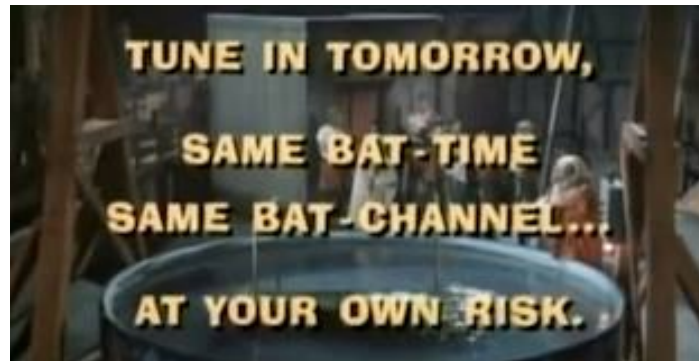 TUNE IN TOMORROW,
SAME BAT-TIME
SAME BAT-CHANNEL...
AT YOUR OWN RISK.